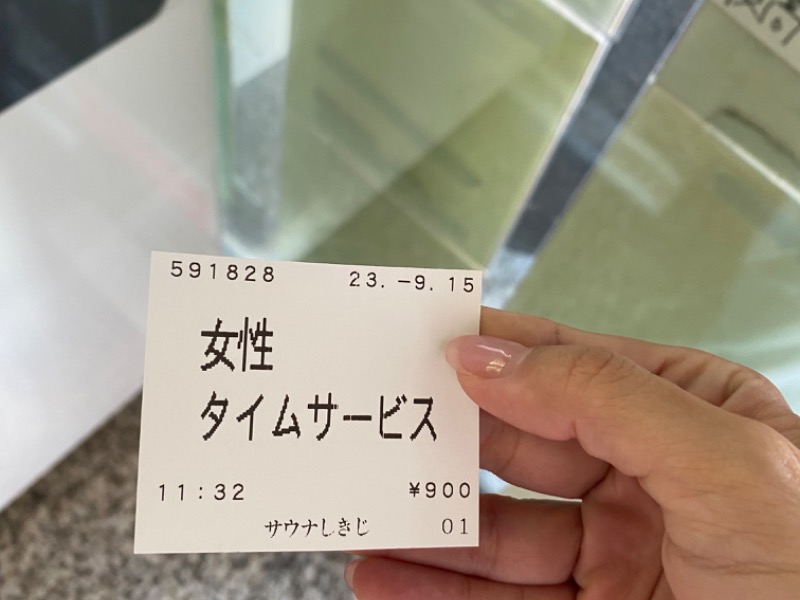 591828 23.-9.15
女性
タイムサービス
11:32 ¥900
サウナしきじ 01